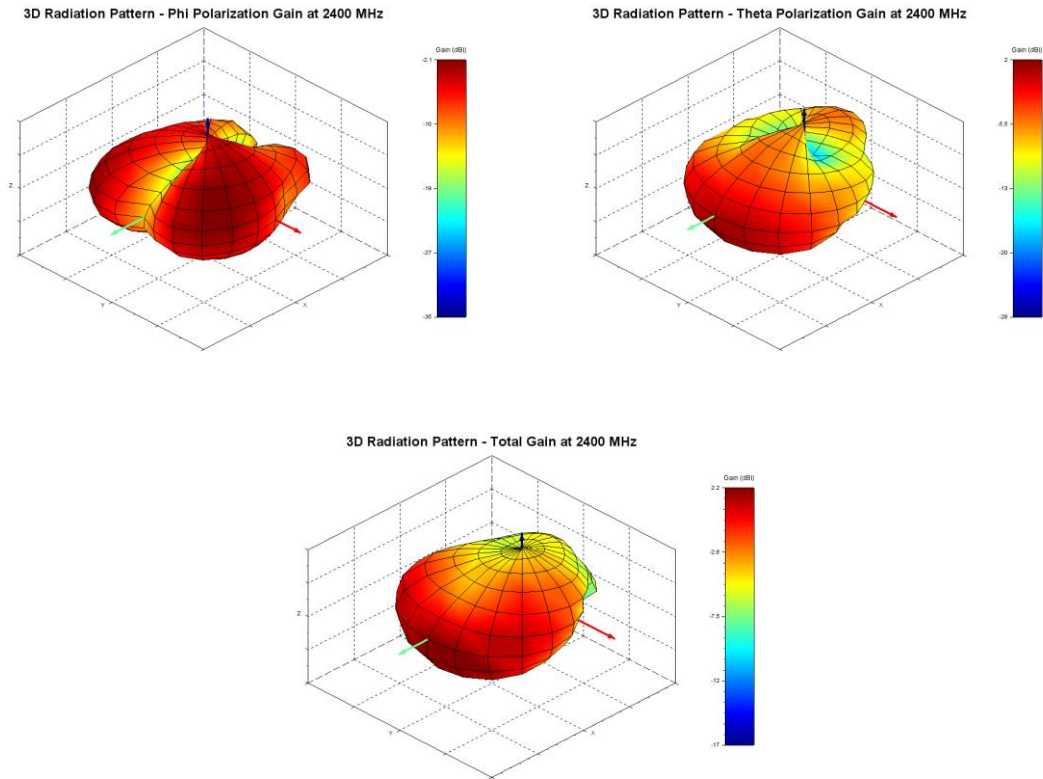 3D Radiation Pattern - Phi Polarization Gain at 2400 MHz
Gain (dBi)
-2.1
-10
-19
-27
-36
Z
Y
X
3D Radiation Pattern - Theta Polarization Gain at 2400 MHz
Gain (dBi)
2
-5.5
-13
-20
-28
Z
Y
X
3D Radiation Pattern - Total Gain at 2400 MHz
Gain (dBi)
2.2
-2.6
-7.5
-12
-17
Z
Y
X